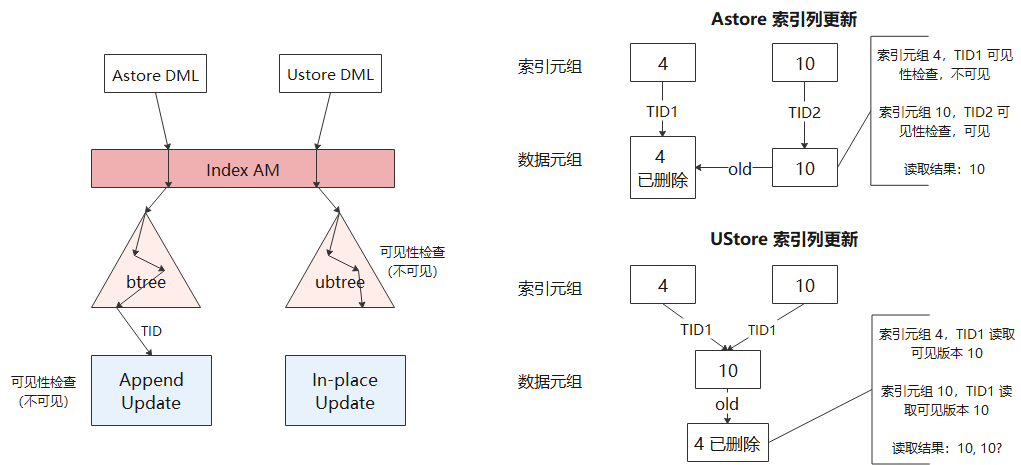 Astore DML
Ustore DML
Index AM
btree
ubtree
可见性检查
(不可见)
TID
可见性检查
(不可见)
Append
Update
In-place
Update
Astore 索引列更新
索引元组
4
10
TID1
TID2
数据元组
4
已删除
old
10
索引元组 4，TID1 可见
性检查，不可见
索引元组 10，TID2 可
见性检查，可见
读取结果：10
UStore 索引列更新
索引元组
4
10
TID1
TID1
数据元组
10
old
4 已删除
索引元组 4，TID1 读取
可见版本 10
索引元组 10，TID1 读
取可见版本 10
读取结果：10, 10?